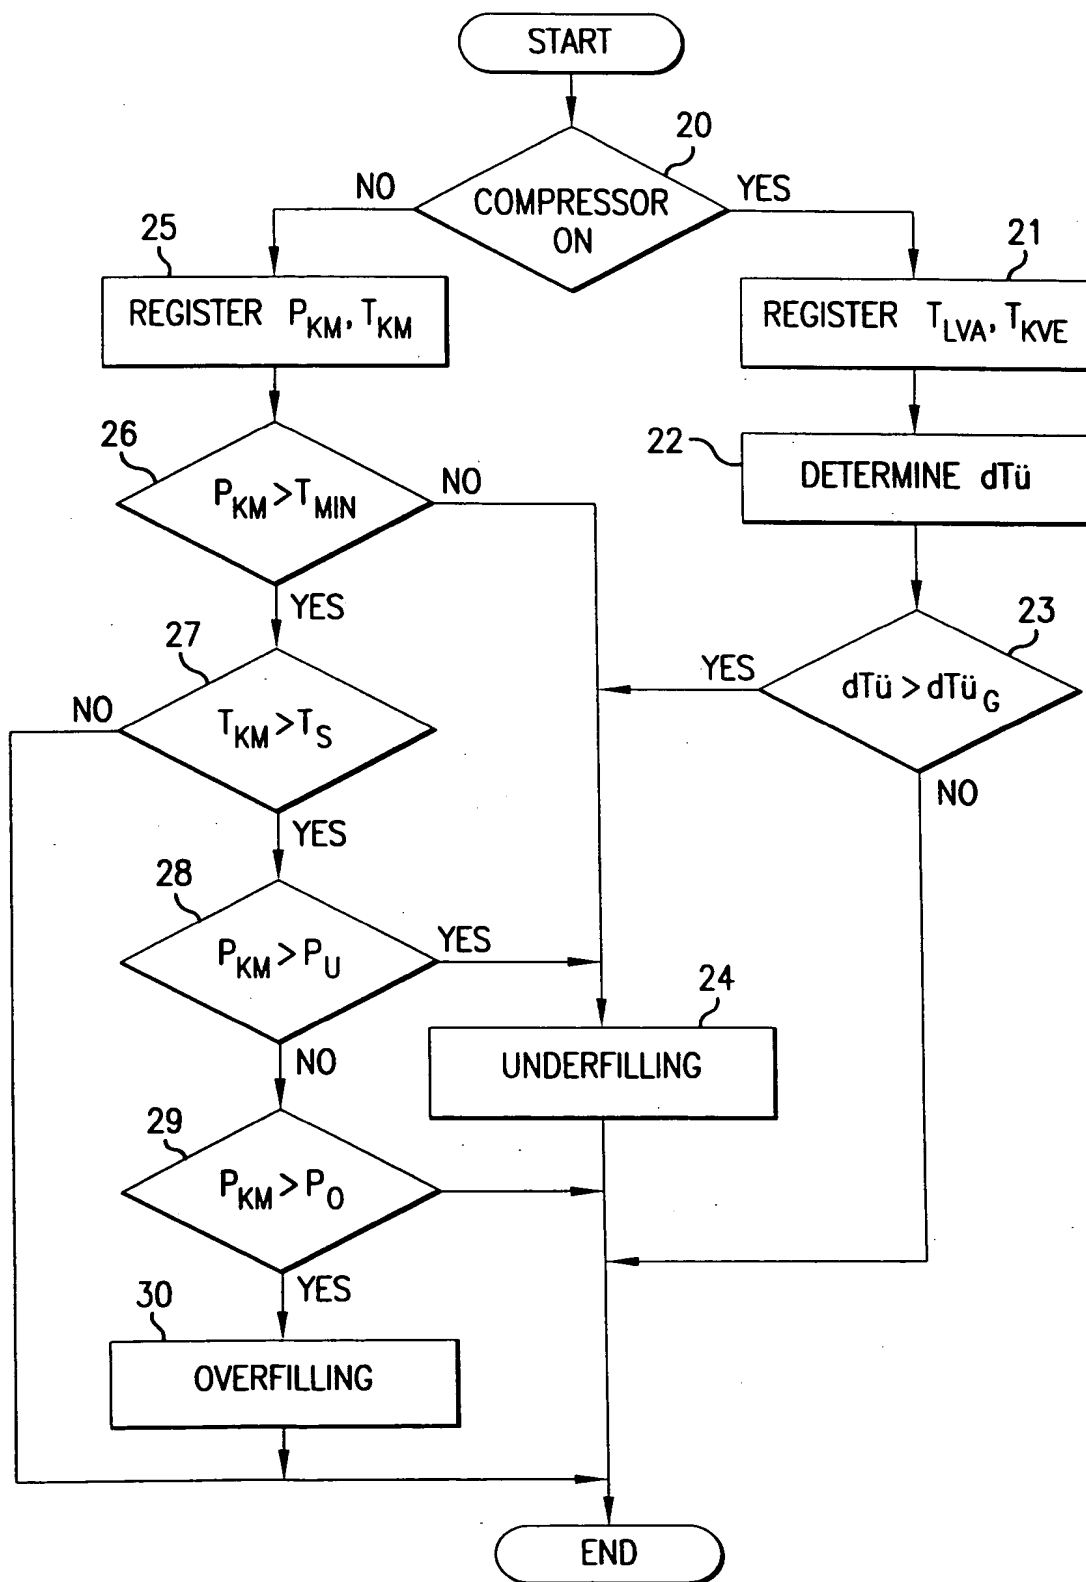 START
20
NO
COMPRESSOR
ON
YES
25
21
REGISTER P_KM, T_KM
REGISTER T_LVA, T_KVE
26
22
DETERMINE dTü
P_KM > T_MIN
NO
YES
23
27
YES
dTü > dTü_G
NO
T_KM > T_S
NO
YES
28
P_KM > P_U
YES
24
NO
UNDERFILLING
29
P_KM > P_O
YES
30
OVERFILLING
END